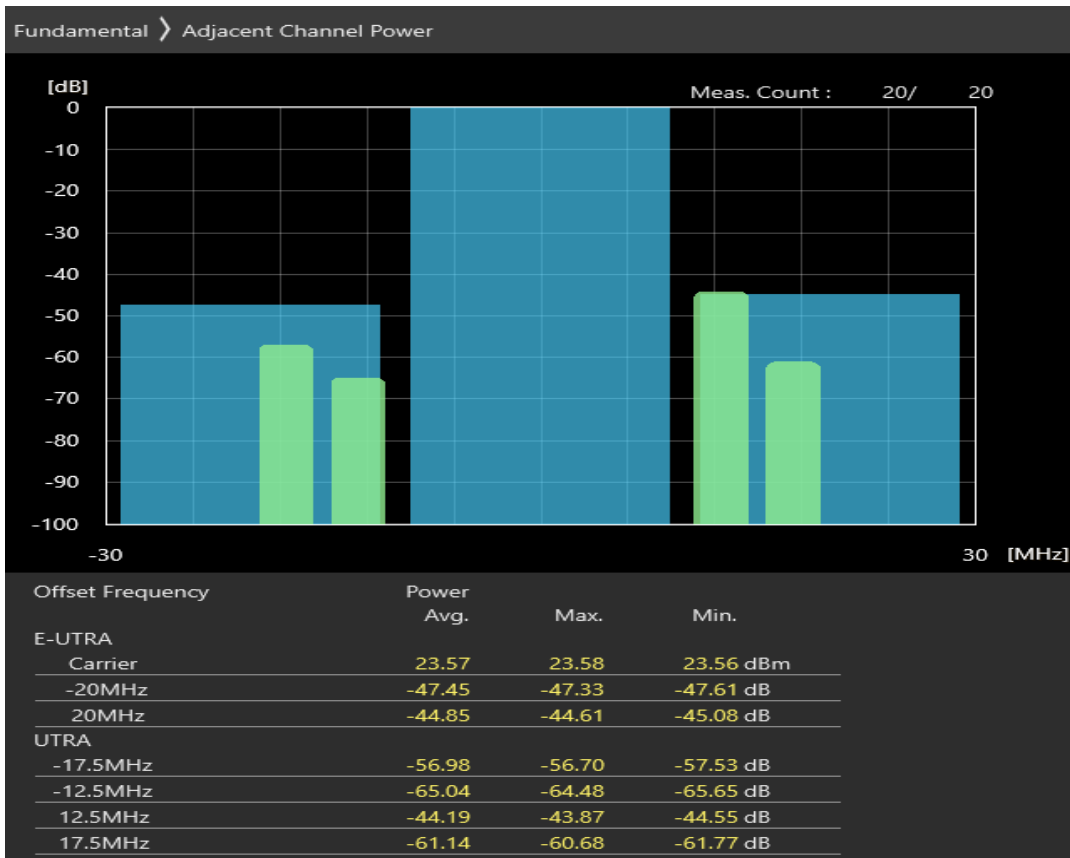 Fundamental 〉 Adjacent Channel Power
[dB]
Meas. Count : 20/ 20
0
-10
-20
-30
-40
-50
-60
-70
-80
-90
-100
-30 30 [MHz]
Offset Frequency Power
Avg. Max. Min.
E-UTRA
Carrier 23.57 23.58 23.56 dBm
-20MHz -47.45 -47.33 -47.61 dB
20MHz -44.85 -44.61 -45.08 dB
UTRA
-17.5MHz -56.98 -56.70 -57.53 dB
-12.5MHz -65.04 -64.48 -65.65 dB
12.5MHz -44.19 -43.87 -44.55 dB
17.5MHz -61.14 -60.68 -61.77 dB